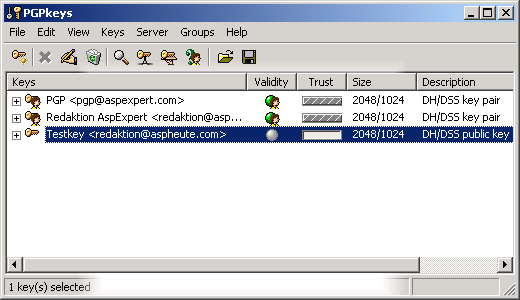 PGPkeys
File Edit View Keys Server Groups Help
Keys Validity Trust Size Description
PGP <pgp@aspexpert.com> 2048/1024 DH/DSS key pair
Redaktion AspExpert <redaktion@asp... 2048/1024 DH/DSS key pair
Testkey <redaktion@aspheute.com> 2048/1024 DH/DSS public key
1 key(s) selected